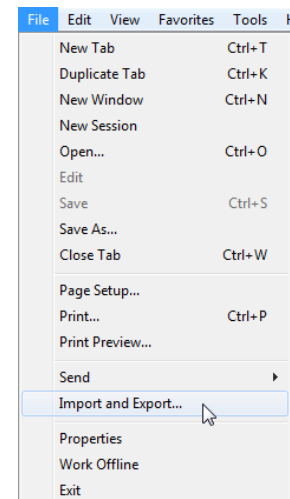 File Edit View Favorites Tools
New Tab Ctrl+T
Duplicate Tab Ctrl+K
New Window Ctrl+N
New Session
Open... Ctrl+O
Edit
Save Ctrl+S
Save As...
Close Tab Ctrl+W
Page Setup...
Print... Ctrl+P
Print Preview...
Send
Import and Export...
Properties
Work Offline
Exit